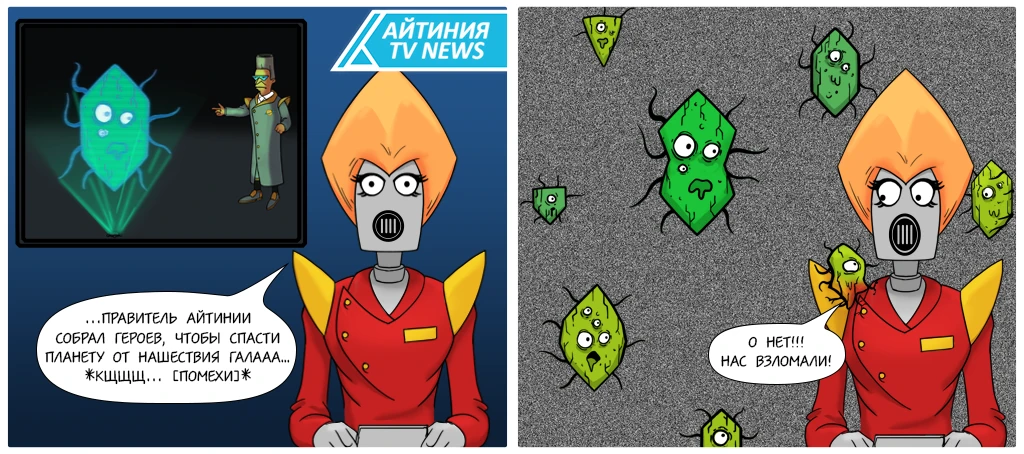 АЙТИНИЯ
TV NEWS
...ПРАВИТЕЛЬ АЙТИНИИ
СОБРАЛ ГЕРОЕВ, ЧТОБЫ СПАСТИ
ПЛАНЕТУ ОТ НАШЕСТВИЯ ГАЛААА...
*КЩЩЩ... [ПОМЕХИ]*
О НЕТ!!!
НАС ВЗЛОМАЛИ!